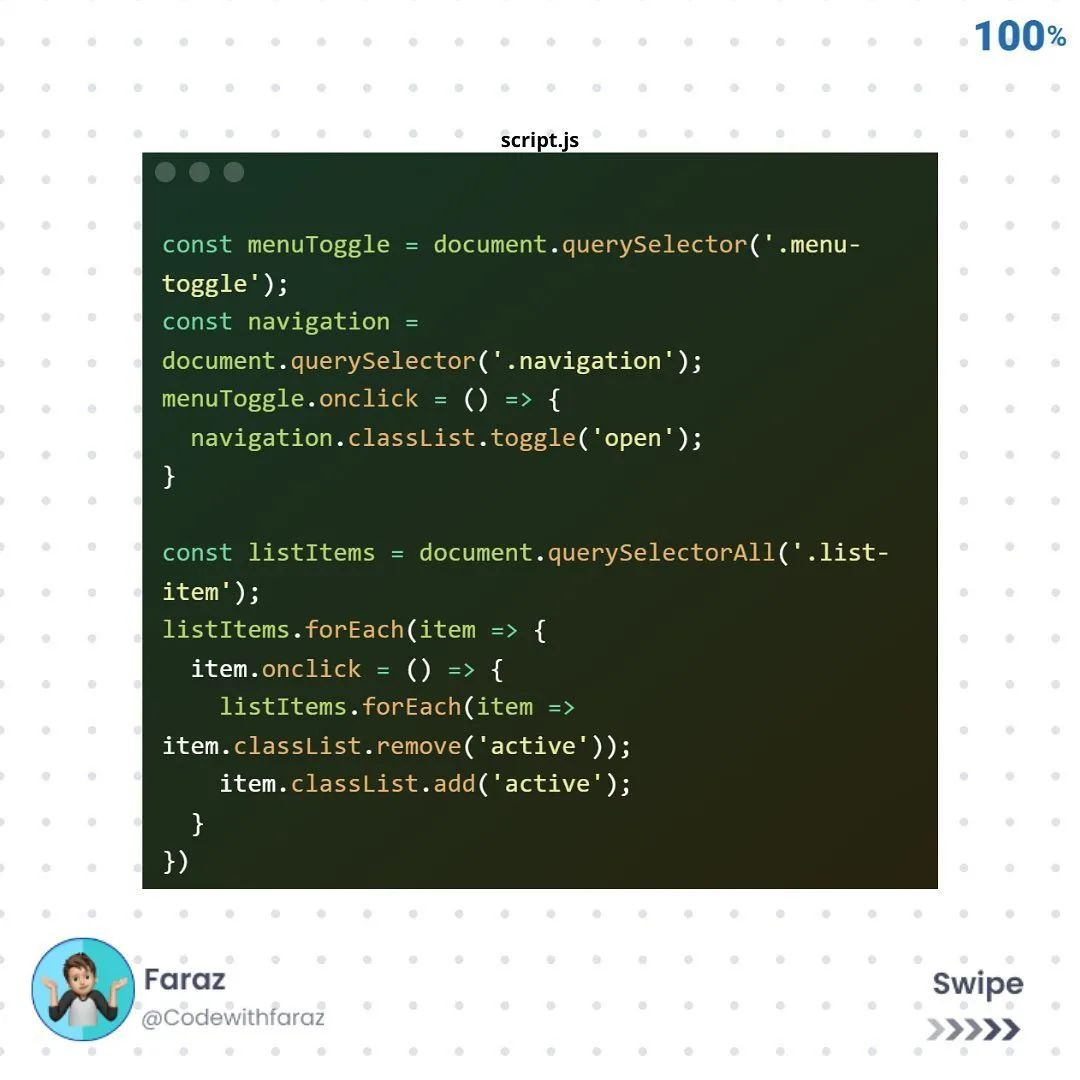 100%
script.js
const menuToggle = document.querySelector('.menu-
toggle');
const navigation =
document.querySelector('.navigation');
menuToggle.onclick = () => {
  navigation.classList.toggle('open');
}
const listItems = document.querySelectorAll('.list-
item');
listItems.forEach(item => {
  item.onclick = () => {
    listItems.forEach(item =>
item.classList.remove('active'));
    item.classList.add('active');
  }
})
Faraz
@Codewithfaraz
Swipe